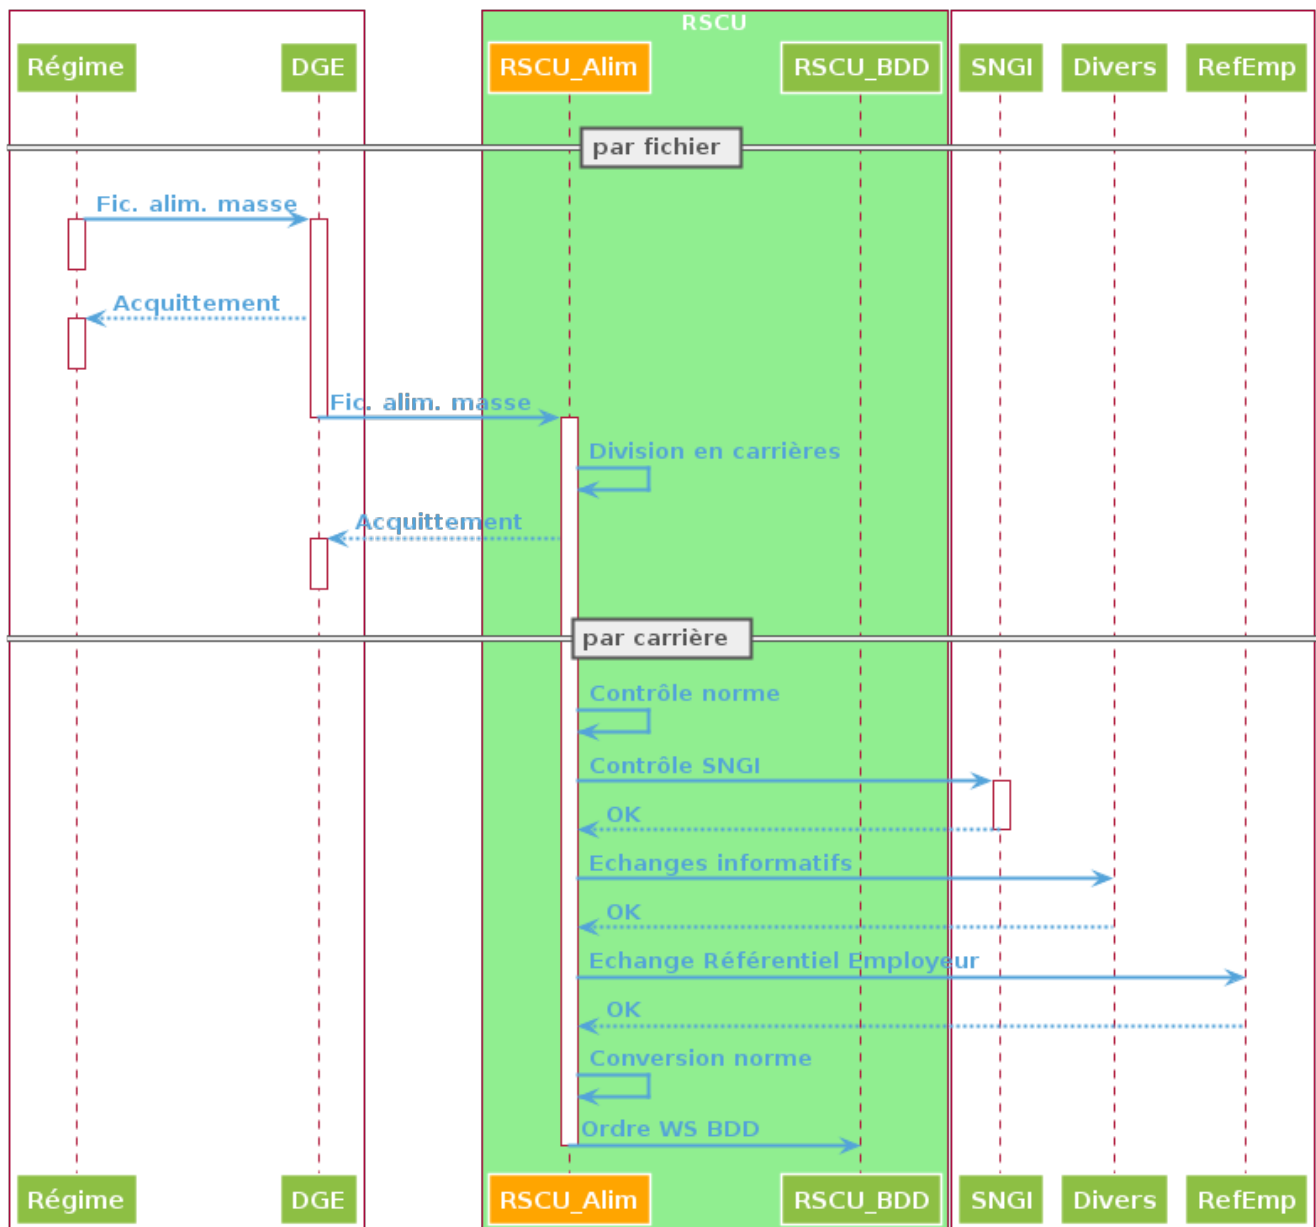 RSCU
Régime DGE RSCU_Alim RSCU_BDD SNGI Divers RefEmp
par fichier
Fic. alim. masse
Acquittement
Fic. alim. masse
Division en carrières
Acquittement
par carrière
Contrôle norme
Contrôle SNGI
OK
Echanges informatifs
OK
Echange Référentiel Employeur
OK
Conversion norme
Ordre WS BDD
Régime DGE RSCU_Alim RSCU_BDD SNGI Divers RefEmp